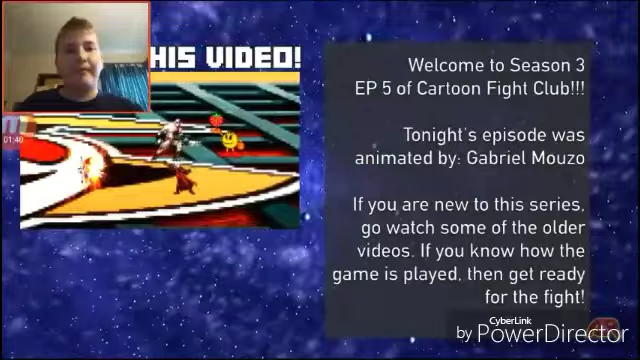 HIS VIDEO!
01:40
Welcome to Season 3
EP 5 of Cartoon Fight Club!!!
Tonight's episode was
animated by: Gabriel Mouzo
If you are new to this series,
go watch some of the older
videos. If you know how the
game is played, then get ready
for the fight!
CyberLink
by PowerDirector